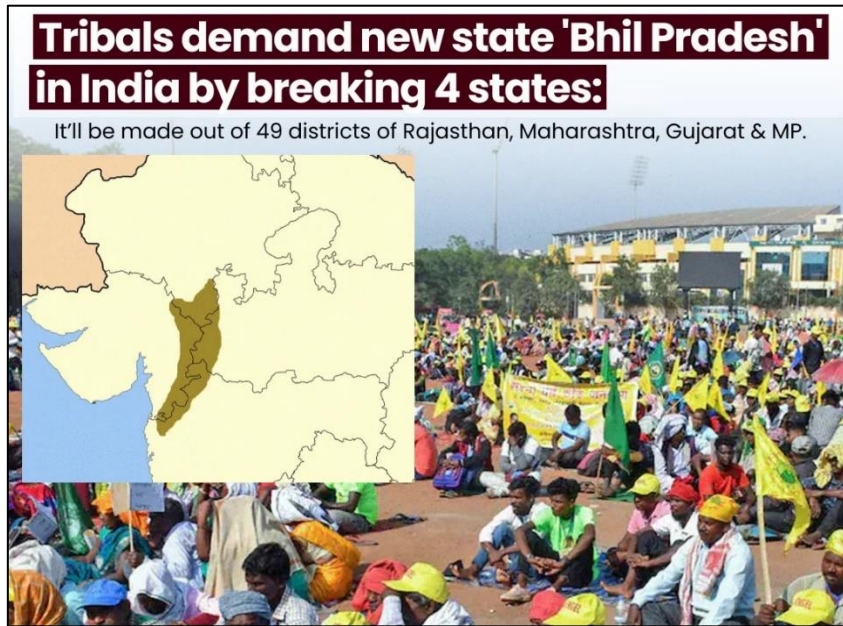 Tribals demand new state 'Bhil Pradesh'
in India by breaking 4 states:
It'll be made out of 49 districts of Rajasthan, Maharashtra, Gujarat & MP.